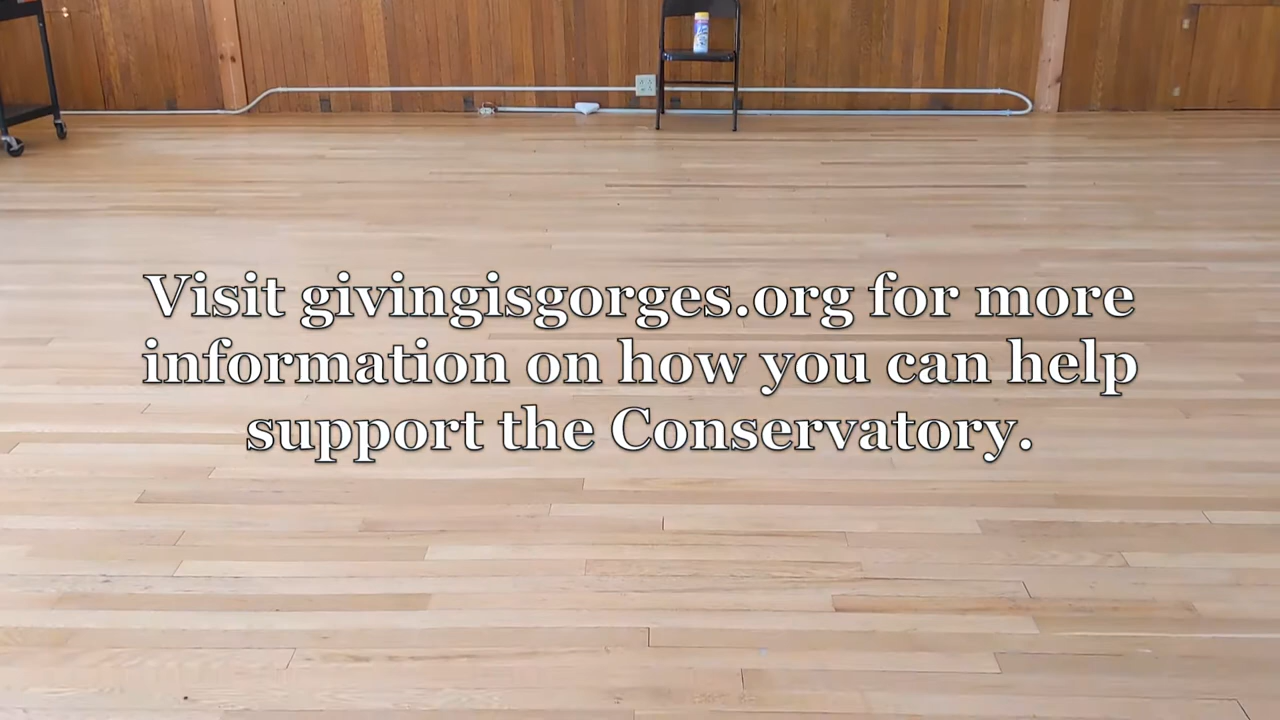 Visit givingisgorges.org for more
information on how you can help
support the Conservatory.